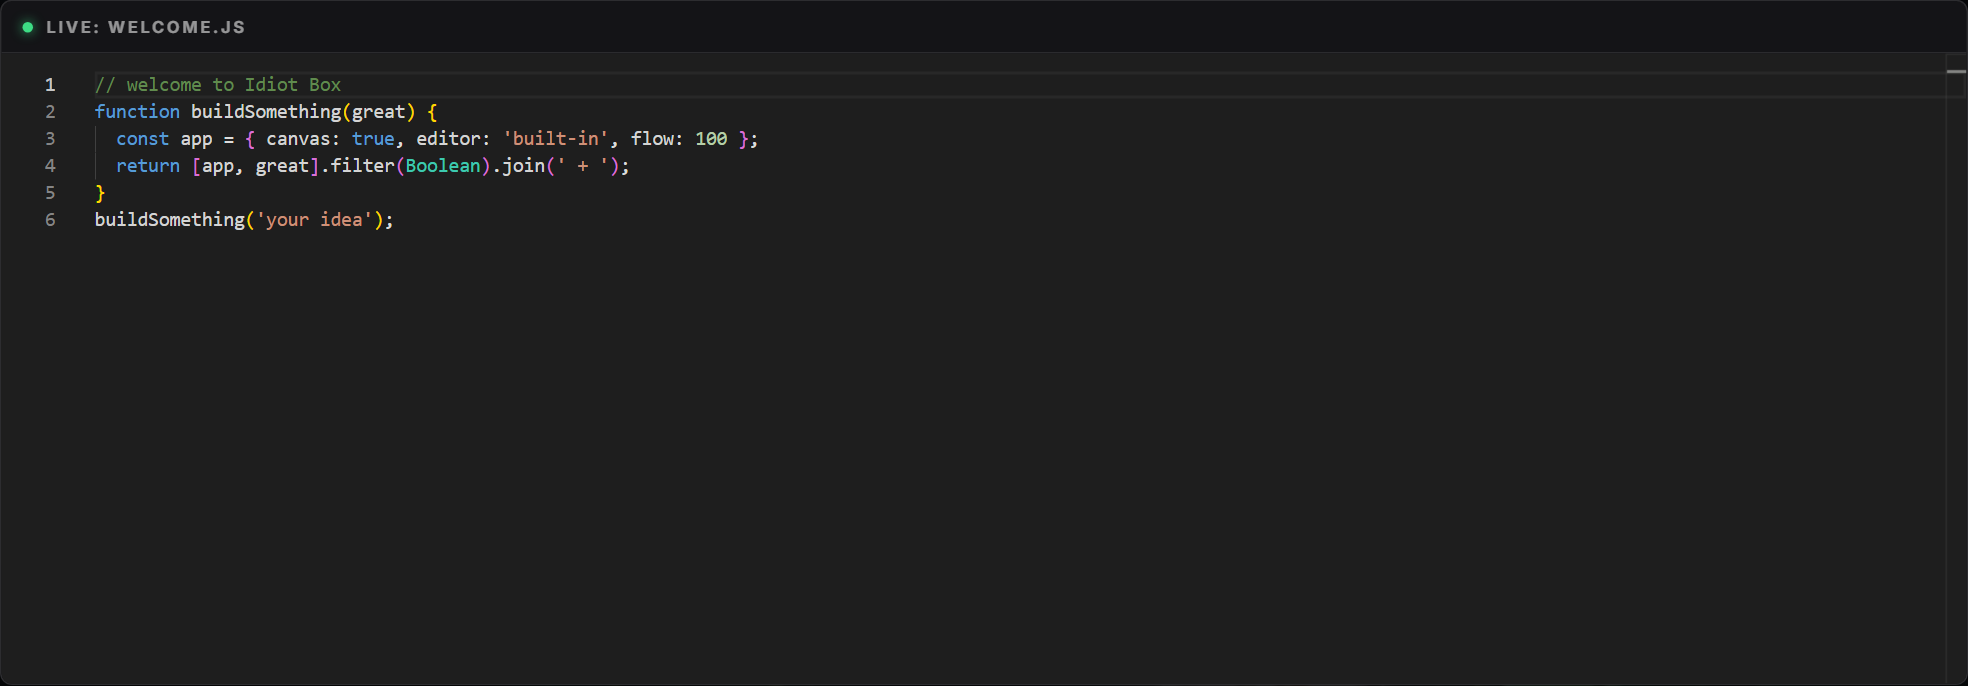 LIVE: WELCOME.JS
1 // welcome to Idiot Box
2 function buildSomething(great) {
3   const app = { canvas: true, editor: 'built-in', flow: 100 };
4   return [app, great].filter(Boolean).join(' + ');
5 }
6 buildSomething('your idea');